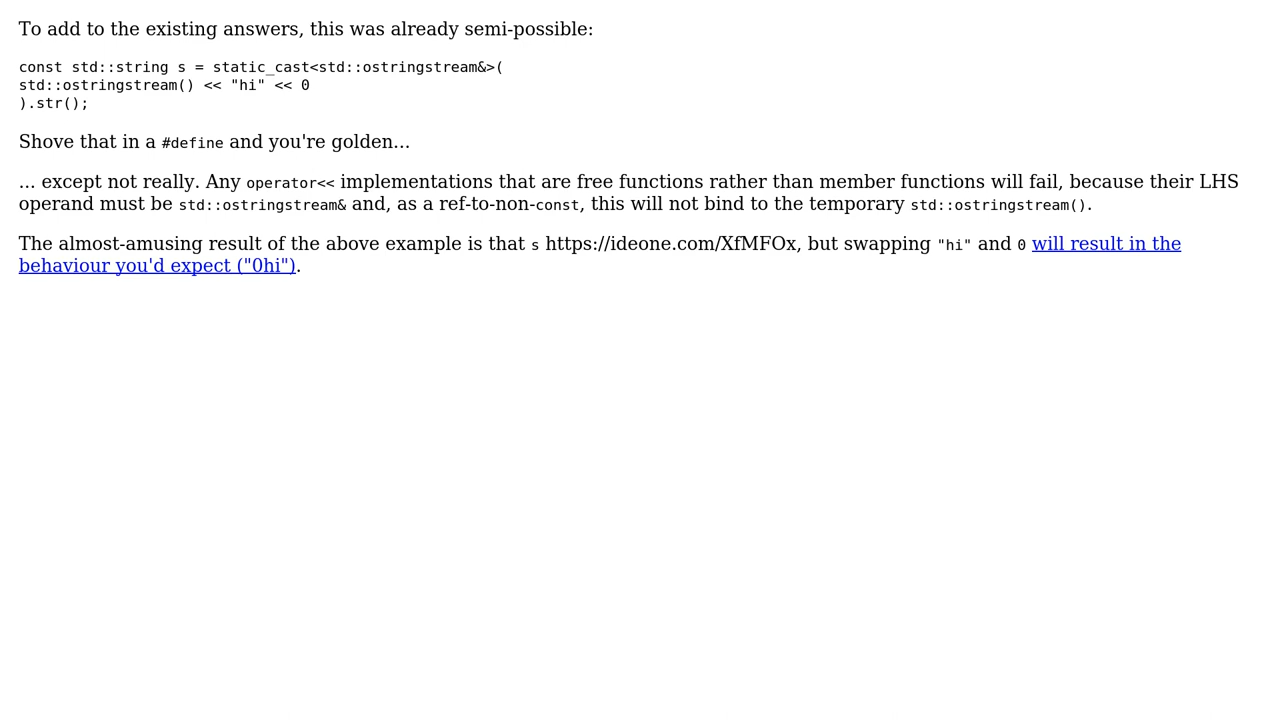 To add to the existing answers, this was already semi-possible:
const std::string s = static_cast<std::ostringstream&>(
std::ostringstream() << "hi" << 0
).str();
Shove that in a #define and you're golden...
... except not really. Any operator<< implementations that are free functions rather than member functions will fail, because their LHS
operand must be std::ostringstream& and, as a ref-to-non-const, this will not bind to the temporary std::ostringstream().
The almost-amusing result of the above example is that s https://ideone.com/XfMFOx, but swapping "hi" and 0 will result in the
behaviour you'd expect ("0hi").